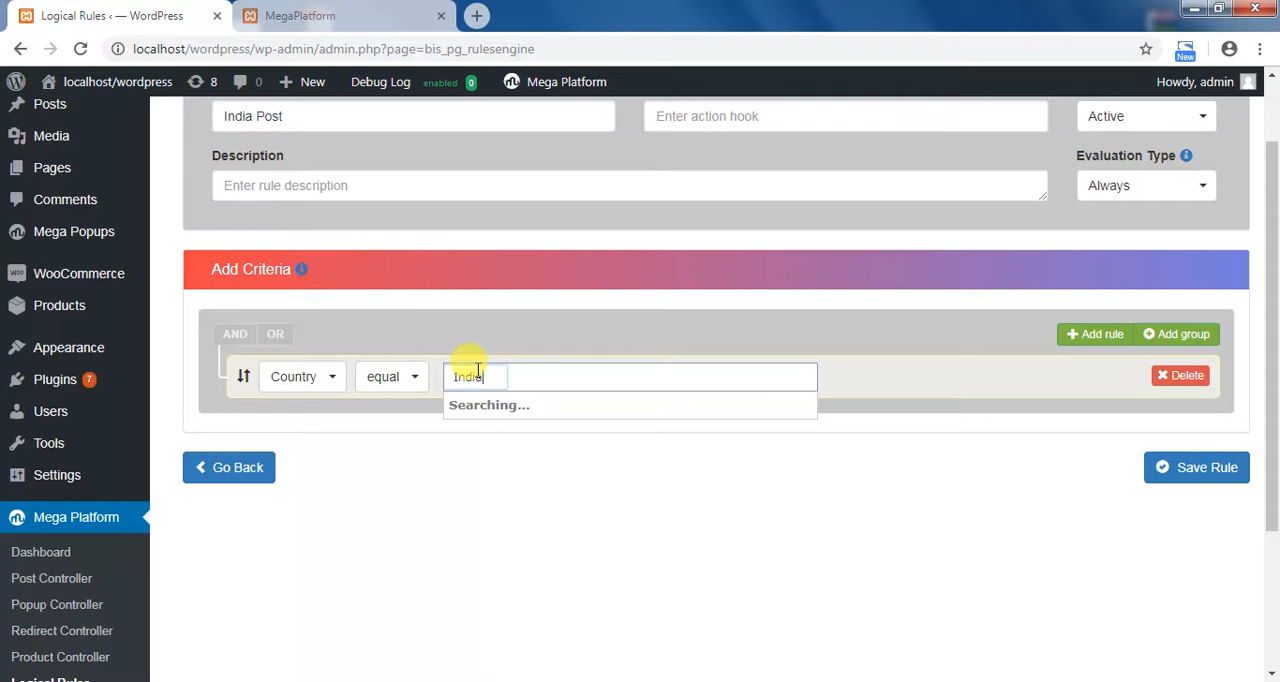 Logical Rules ‹ — WordPress
MegaPlatform
localhost/wordpress/wp-admin/admin.php?page=bis_pg_rulesengine
New
localhost/wordpress 8 0 New Debug Log enabled 0 Mega Platform Howdy, admin
Posts
Media
Pages
Comments
Mega Popups
WooCommerce
Products
Appearance
Plugins 7
Users
Tools
Settings
Mega Platform
Dashboard
Post Controller
Popup Controller
Redirect Controller
Product Controller
Logical Rules
India Post
Enter action hook
Active
Description
Evaluation Type
Enter rule description
Always
Add Criteria
AND OR
Add rule
Add group
Country
equal
India
Delete
Searching...
Go Back
Save Rule